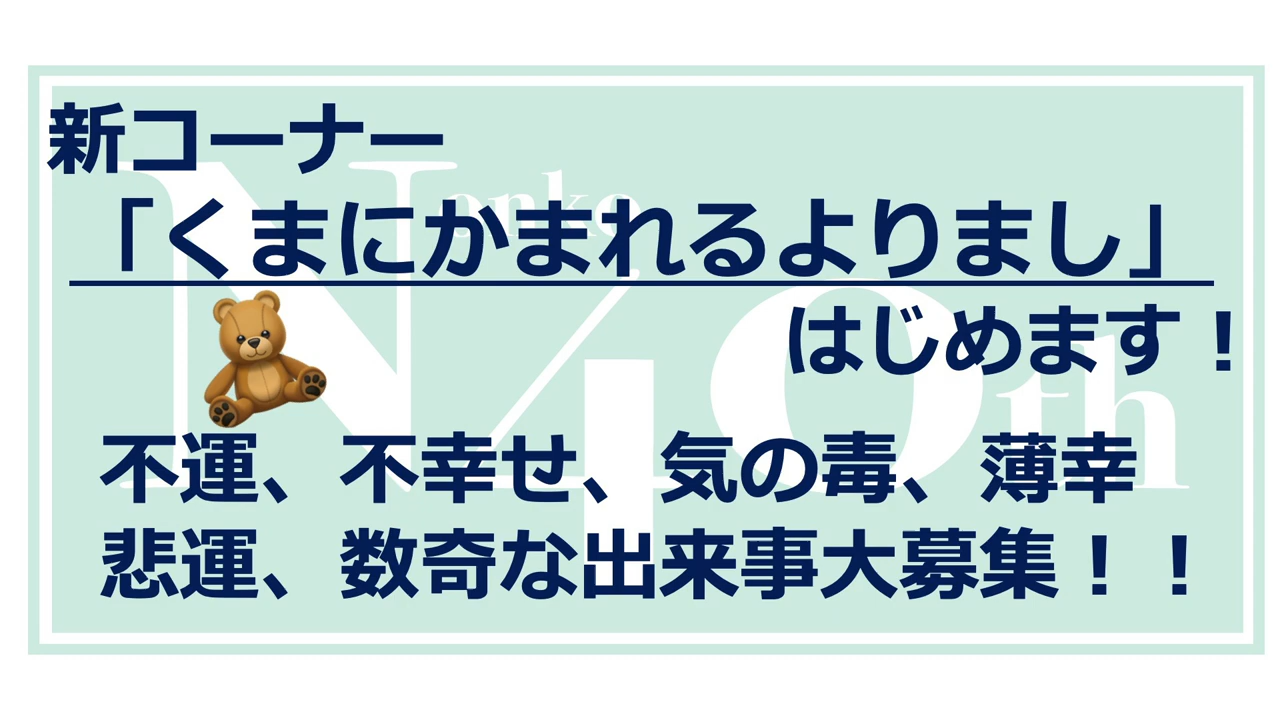 新コーナー
「くまにかまれるよりまし」
はじめます！
不運、不幸せ、気の毒、薄幸
悲運、数奇な出来事大募集！！
Nonko
40th